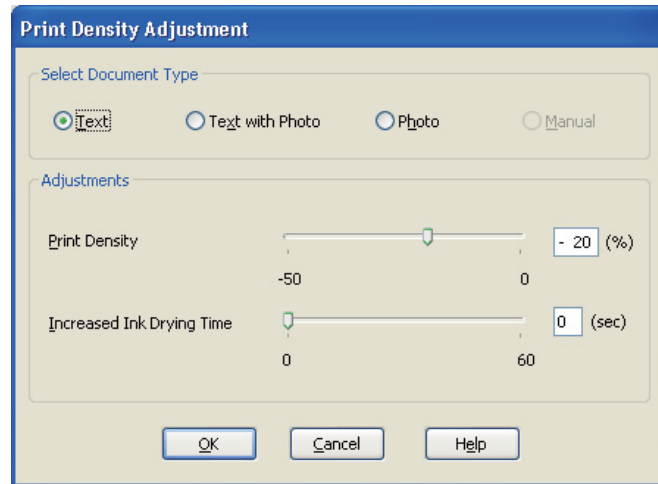 Print Density Adjustment
Select Document Type
Text Text with Photo Photo Manual
Adjustments
Print Density - 20 (%)
-50 0
Increased Ink Drying Time 0 (sec)
0 60
OK Cancel Help